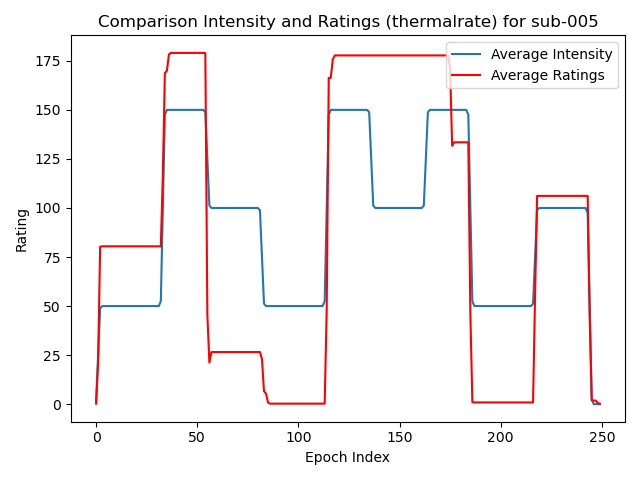 Comparison Intensity and Ratings (thermalrate) for sub-005
Average Intensity
Average Ratings
175
150
125
100
75
50
25
0
Rating
0 50 100 150 200 250
Epoch Index